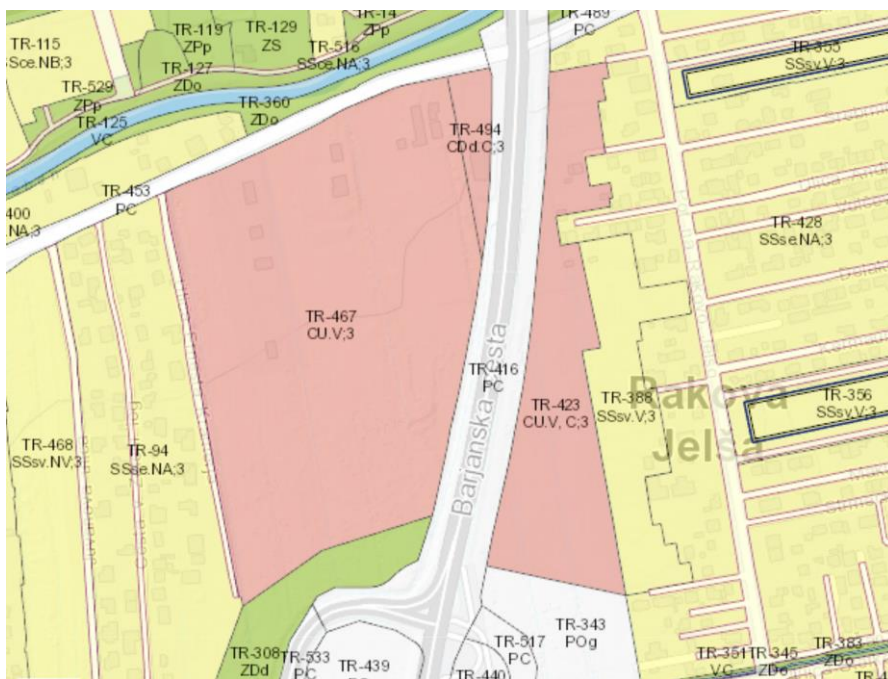 TR-115
SSce.NB;3
TR-119
ZPp
TR-129
ZS
TR-14
ZPp
TR-489
PC
TR-516
SSce.NA;3
TR-127
ZDo
TR-529
ZPp
TR-360
ZDo
TR-125
VC
TR-355
SSsv.V;3
TR-494
CDd.C;3
TR-453
PC
400
NA;3
TR-428
SSse.NA;3
TR-467
CU.V;3
Barjanska cesta
TR-416
PC
TR-423
CU.V, C;3
TR-388
SSsv.V;3
Rakova
Jelša
TR-356
SSsv.V;3
TR-468
SSsv.NV;3
TR-94
SSse.NA;3
TR-308
ZDd
TR-533
PC
TR-439
TR-440
TR-517
PC
TR-343
POg
TR-351
VC
TR-345
ZDo
TR-383
ZDo